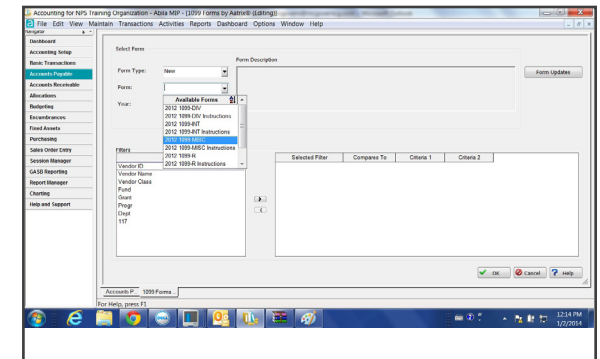 Accounting for NPS Training Organization - Abila MIP - [1099 Forms by Aatrix® (Editing)]
File Edit View Maintain Transactions Activities Reports Dashboard Options Window Help
Navigator
Dashboard
Accounting Setup
Basic Transactions
Accounts Payable
Accounts Receivable
Allocations
Budgeting
Encumbrances
Fixed Assets
Purchasing
Sales Order Entry
Session Manager
GASB Reporting
Report Manager
Charting
Help and Support
Select Form
Form Description
Form Type: New
Form Updates
Form:
Year:
Available Forms
2012 1099-DIV
2012 1099-DIV Instructions
2012 1099-INT
2012 1099-INT Instructions
2012 1099-MISC
2012 1099-MISC Instructions
2012 1099-R
2012 1099-R Instructions
Filters
Vendor ID
Vendor Name
Vendor Class
Fund
Grant
Progr
Dept
117
Selected Filter Compares To Criteria 1 Criteria 2
OK Cancel Help
Accounts P... 1099 Forms ...
For Help, press F1
12:14 PM
1/2/2014